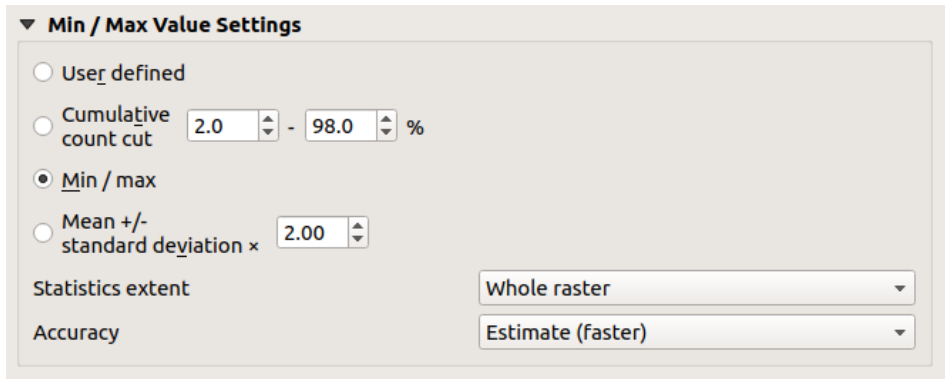 Min / Max Value Settings
User defined
Cumulative
count cut 2.0 - 98.0 %
Min / max
Mean +/-
standard deviation × 2.00
Statistics extent Whole raster
Accuracy Estimate (faster)